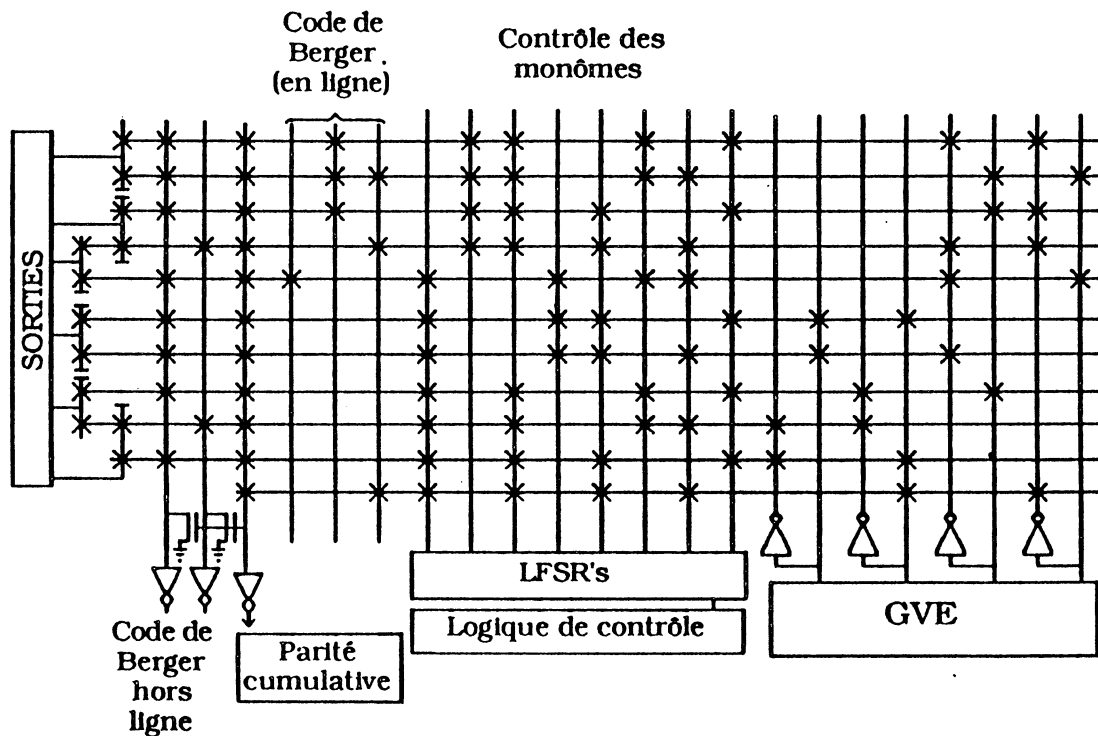 Code de
Berger
(en ligne)
Contrôle des
monômes
SORTIES
LFSR's
Logique de contrôle
GVE
Code de
Berger
hors
ligne
Parité
cumulative